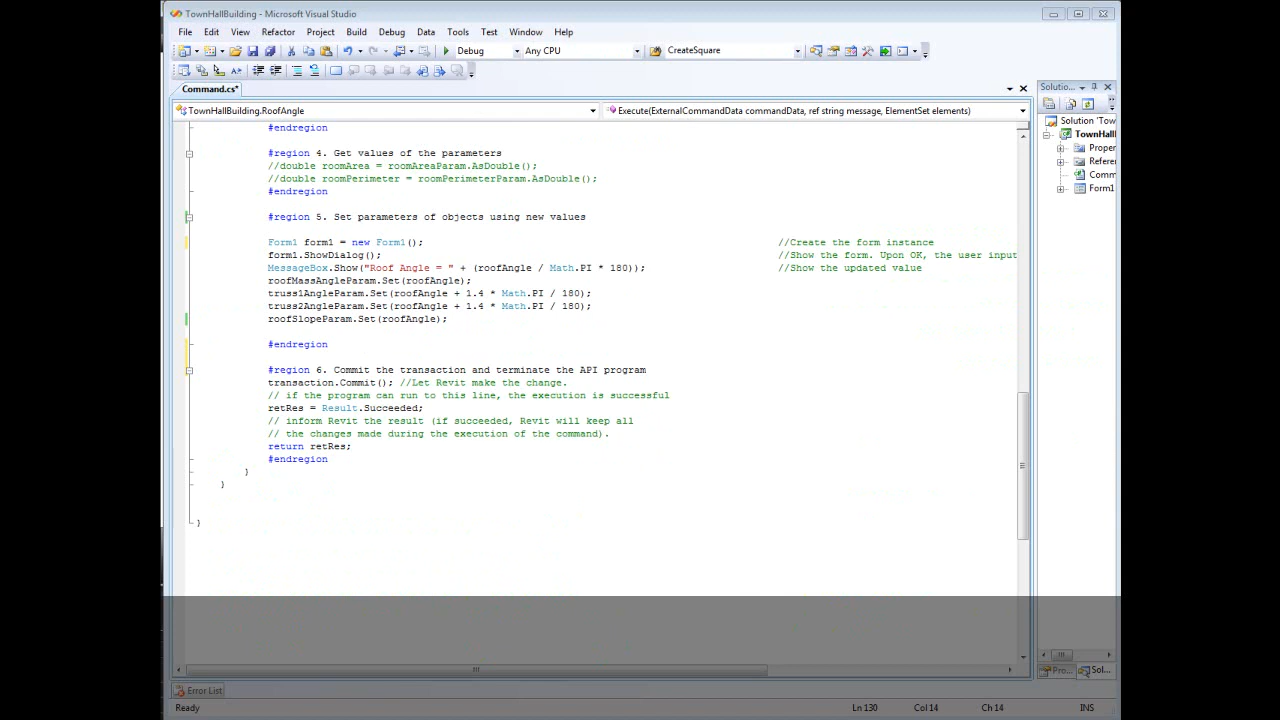 TownHallBuilding - Microsoft Visual Studio
File Edit View Refactor Project Build Debug Data Tools Test Window Help
Debug Any CPU CreateSquare
Command.cs*
Solutio...
TownHallBuilding.RoofAngle Execute(ExternalCommandData commandData, ref string message, ElementSet elements)
Solution 'Tow
TownHall
Proper
Refere
Comm
Form1
#endregion
#region 4. Get values of the parameters
//double roomArea = roomAreaParam.AsDouble();
//double roomPerimeter = roomPerimeterParam.AsDouble();
#endregion
#region 5. Set parameters of objects using new values
Form1 form1 = new Form1(); //Create the form instance
form1.ShowDialog(); //Show the form. Upon OK, the user input
MessageBox.Show("Roof Angle = " + (roofAngle / Math.PI * 180)); //Show the updated value
roofMassAngleParam.Set(roofAngle);
truss1AngleParam.Set(roofAngle + 1.4 * Math.PI / 180);
truss2AngleParam.Set(roofAngle + 1.4 * Math.PI / 180);
roofSlopeParam.Set(roofAngle);
#endregion
#region 6. Commit the transaction and terminate the API program
transaction.Commit(); //Let Revit make the change.
// if the program can run to this line, the execution is successful
retRes = Result.Succeeded;
// inform Revit the result (if succeeded, Revit will keep all
// the changes made during the execution of the command).
return retRes;
#endregion
}
}
}
Pro... Sol...
Error List
Ready Ln 130 Col 14 Ch 14 INS